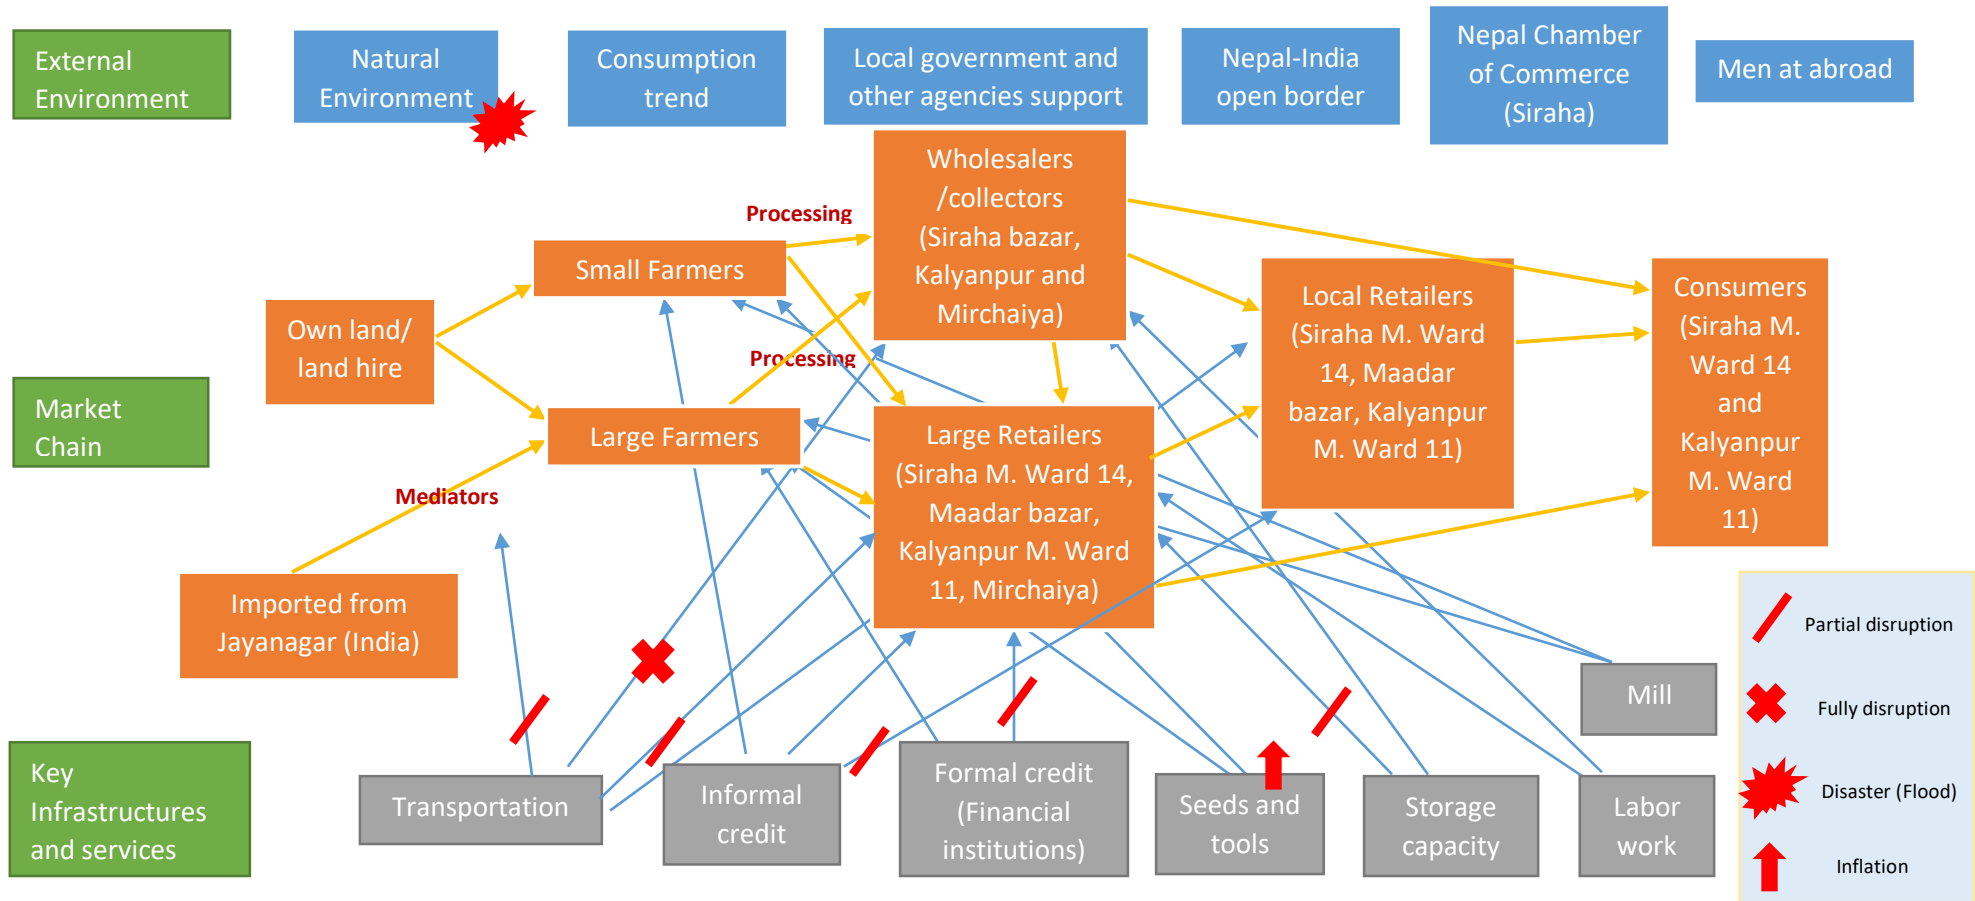 External
Environment
Natural
Environment
Consumption
trend
Local government and
other agencies support
Nepal-India
open border
Nepal Chamber
of Commerce
(Siraha)
Men at abroad
Wholesalers
/collectors
(Siraha bazar,
Kalyanpur and
Mirchaiya)
Processing
Small Farmers
Own land/
land hire
Processing
Local Retailers
(Siraha M. Ward
14, Maadar
bazar, Kalyanpur
M. Ward 11)
Consumers
(Siraha M.
Ward 14
and
Kalyanpur
M. Ward
11)
Market
Chain
Large Farmers
Large Retailers
(Siraha M. Ward 14,
Maadar bazar,
Kalyanpur M. Ward
11, Mirchaiya)
Mediators
Imported from
Jayanagar (India)
Mill
Key
Infrastructures
and services
Transportation
Informal
credit
Formal credit
(Financial
institutions)
Seeds and
tools
Storage
capacity
Labor
work
Partial disruption
Fully disruption
Disaster (Flood)
Inflation